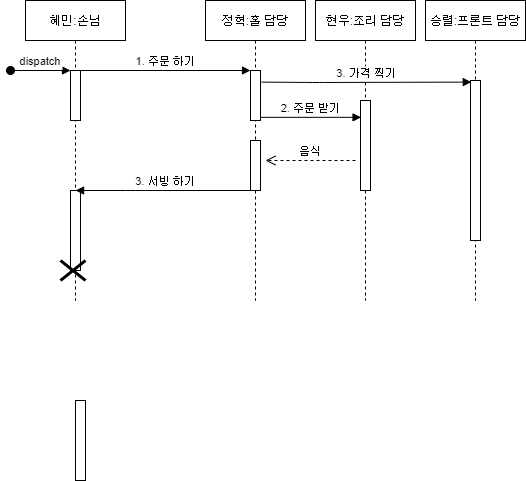 혜민:손님
정혁:홀 담당
현우:조리 담당
승렬:프론트 담당
dispatch
1. 주문 하기
3. 가격 찍기
2. 주문 받기
음식
3. 서빙 하기